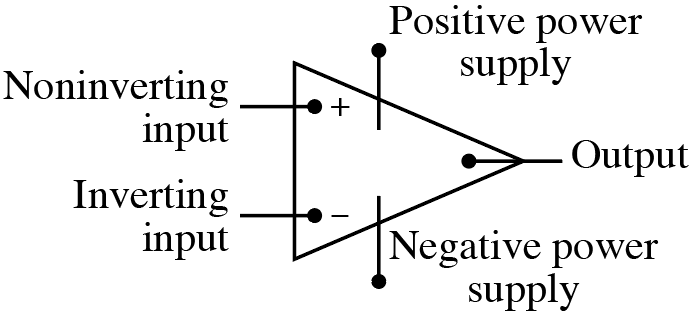 Positive power
supply
Noninverting
input
+
Output
Inverting
input
−
Negative power
supply